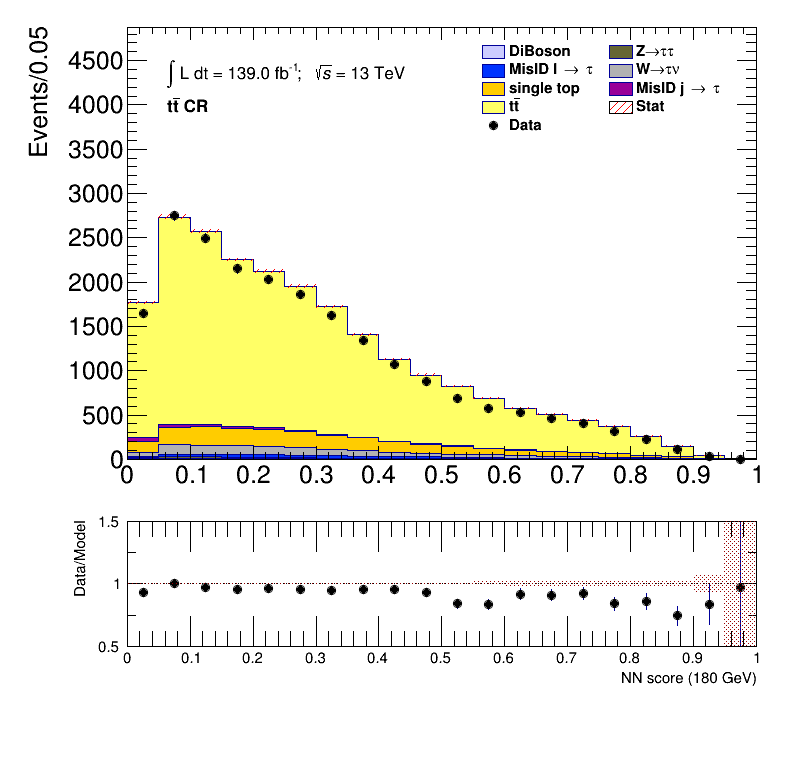 Events/0.05
4500
4000
3500
3000
2500
2000
1500
1000
500
0
∫ L dt = 139.0 fb⁻¹; √s = 13 TeV
tt̄ CR
DiBoson
MisID l → τ
single top
tt̄
Data
Z→ττ
W→τν
MisID j → τ
Stat
0 0.1 0.2 0.3 0.4 0.5 0.6 0.7 0.8 0.9 1
Data/Model
1.5
1
0.5
0 0.1 0.2 0.3 0.4 0.5 0.6 0.7 0.8 0.9 1
NN score (180 GeV)